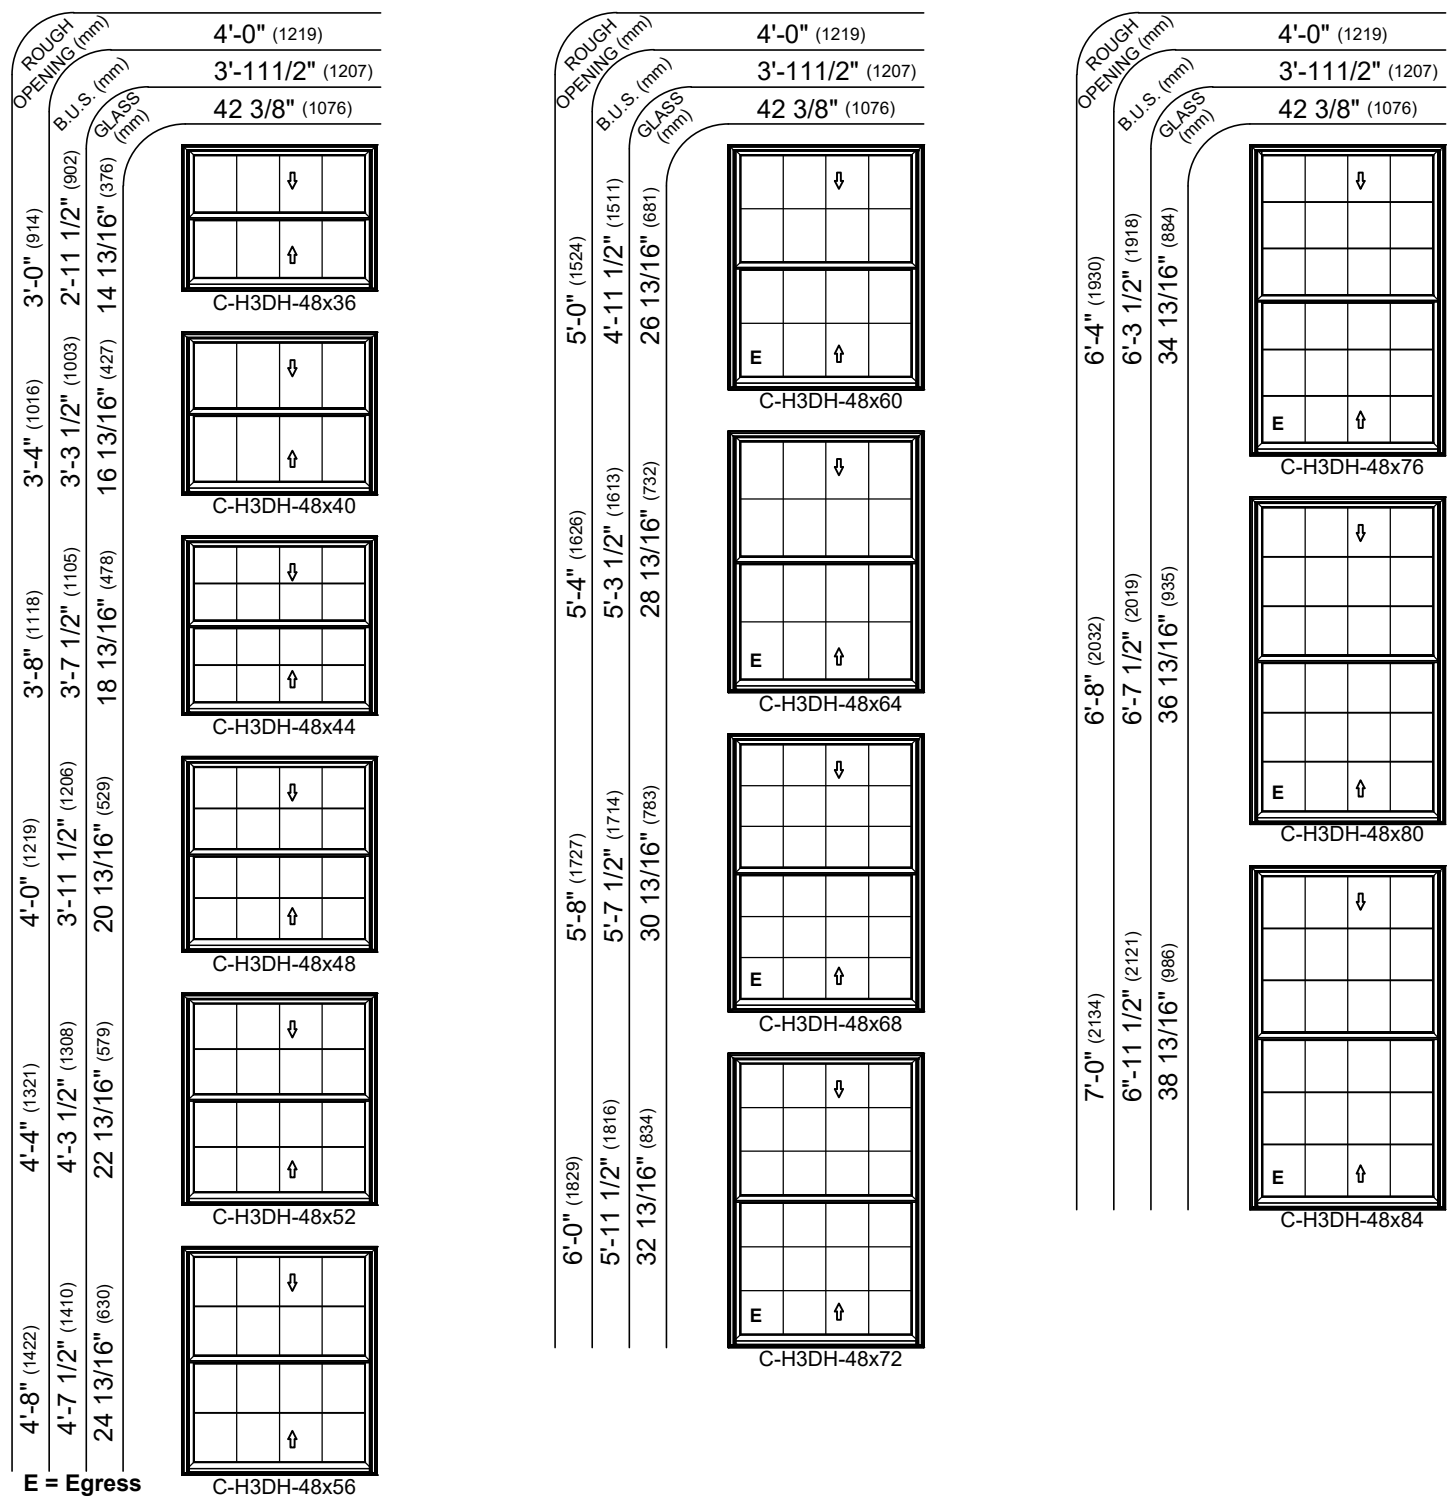 ROUGH
OPENING (mm)
B.U.S. (mm)
GLASS
(mm)
4'-0" (1219)
3'-111/2" (1207)
42 3/8" (1076)
3'-0" (914)
2'-11 1/2" (902)
14 13/16" (376)
C-H3DH-48x36
3'-4" (1016)
3'-3 1/2" (1003)
16 13/16" (427)
C-H3DH-48x40
3'-8" (1118)
3'-7 1/2" (1105)
18 13/16" (478)
C-H3DH-48x44
4'-0" (1219)
3'-11 1/2" (1206)
20 13/16" (529)
C-H3DH-48x48
4'-4" (1321)
4'-3 1/2" (1308)
22 13/16" (579)
C-H3DH-48x52
4'-8" (1422)
4'-7 1/2" (1410)
24 13/16" (630)
C-H3DH-48x56
E = Egress
ROUGH
OPENING (mm)
B.U.S. (mm)
GLASS
(mm)
4'-0" (1219)
3'-111/2" (1207)
42 3/8" (1076)
5'-0" (1524)
4'-11 1/2" (1511)
26 13/16" (681)
E
C-H3DH-48x60
5'-4" (1626)
5'-3 1/2" (1613)
28 13/16" (732)
E
C-H3DH-48x64
5'-8" (1727)
5'-7 1/2" (1714)
30 13/16" (783)
E
C-H3DH-48x68
6'-0" (1829)
5'-11 1/2" (1816)
32 13/16" (834)
E
C-H3DH-48x72
ROUGH
OPENING (mm)
B.U.S. (mm)
GLASS
(mm)
4'-0" (1219)
3'-111/2" (1207)
42 3/8" (1076)
6'-4" (1930)
6'-3 1/2" (1918)
34 13/16" (884)
E
C-H3DH-48x76
6'-8" (2032)
6'-7 1/2" (2019)
36 13/16" (935)
E
C-H3DH-48x80
7'-0" (2134)
6"-11 1/2" (2121)
38 13/16" (986)
E
C-H3DH-48x84